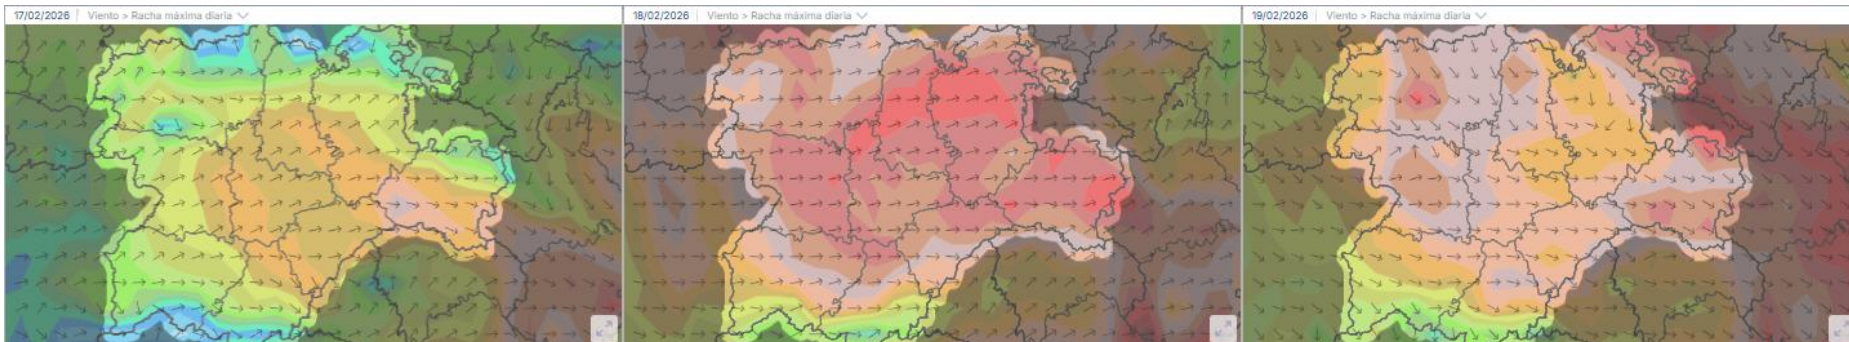 17/02/2026 Viento > Racha máxima diaria
18/02/2026 Viento > Racha máxima diaria
19/02/2026 Viento > Racha máxima diaria